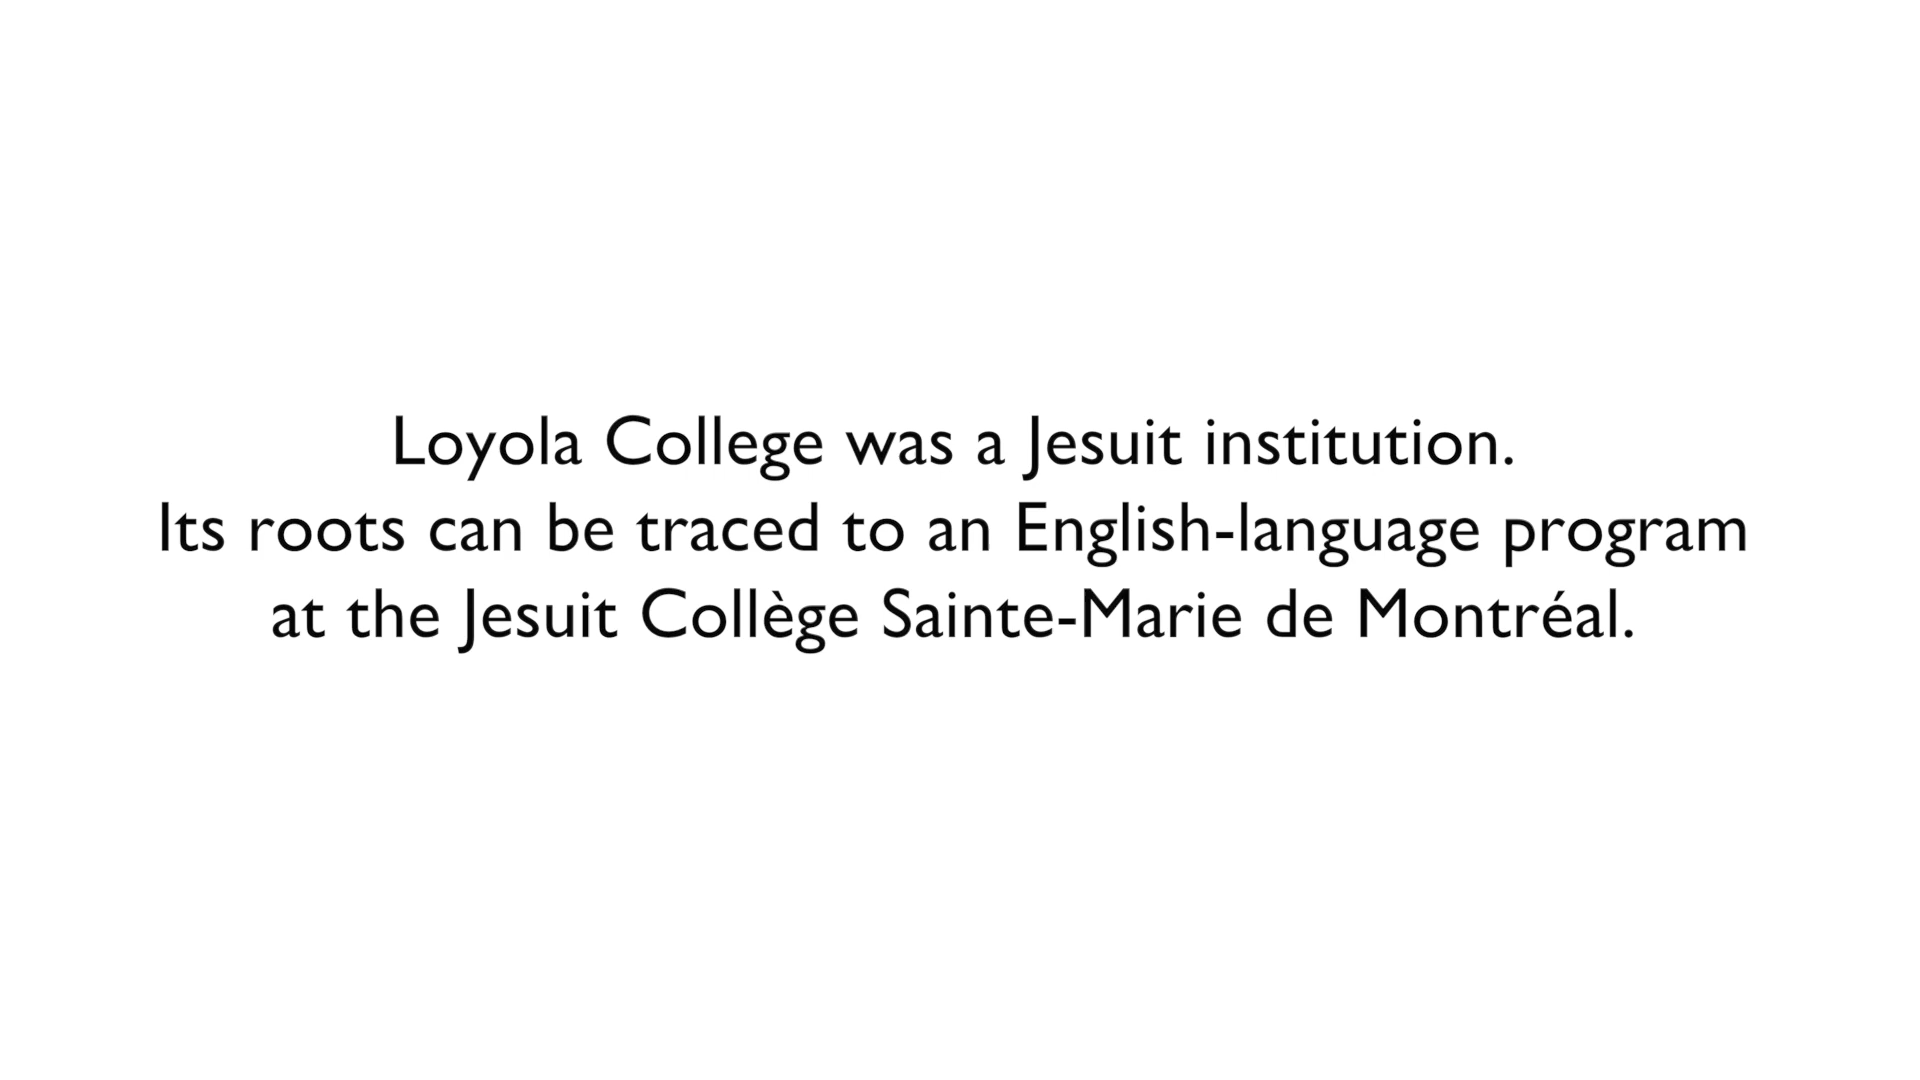 Loyola College was a Jesuit institution.
Its roots can be traced to an English-language program
at the Jesuit Collège Sainte-Marie de Montréal.